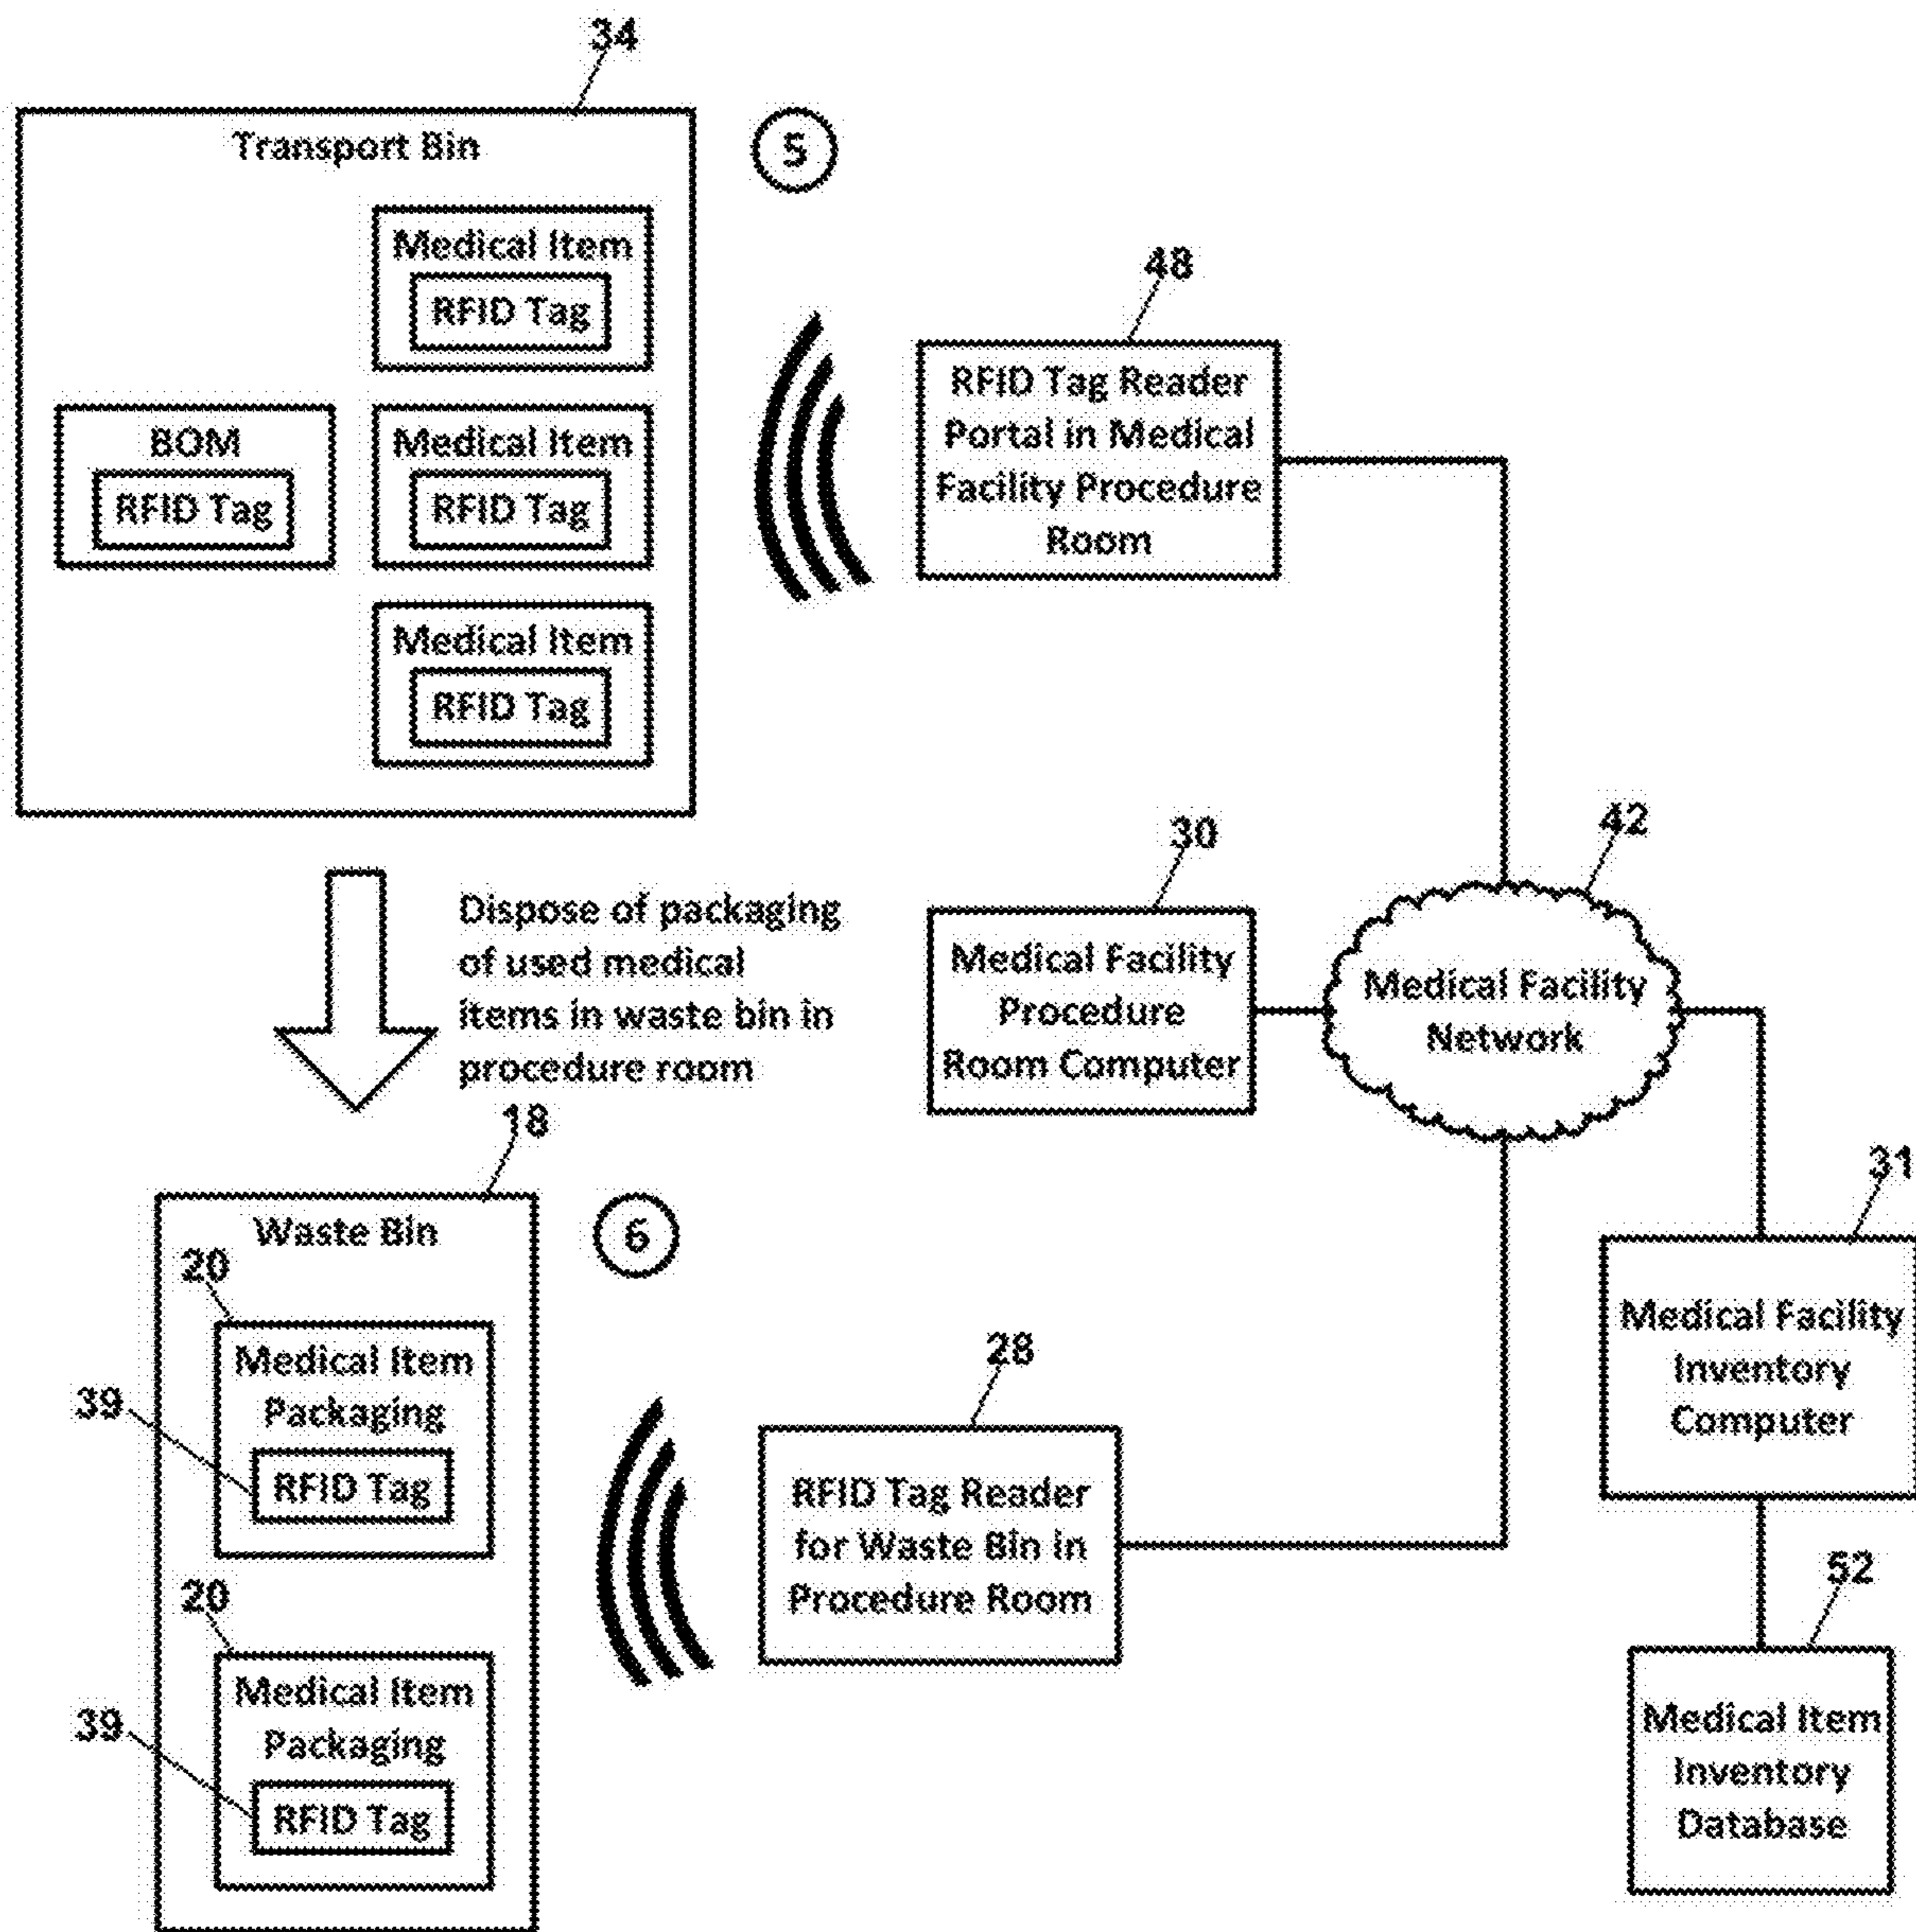 34
Transport Bin
5
Medical Item
RFID Tag
48
RFID Tag Reader
Portal in Medical
Facility Procedure
Room
BOM
RFID Tag
Medical Item
RFID Tag
Medical Item
RFID Tag
42
30
Dispose of packaging
of used medical
items in waste bin in
procedure room
Medical Facility
Procedure
Room Computer
Medical Facility
Network
18
31
Waste Bin
6
20
Medical Item
Packaging
39
RFID Tag
28
RFID Tag Reader
for Waste Bin in
Procedure Room
Medical Facility
Inventory
Computer
52
20
Medical Item
Packaging
39
RFID Tag
Medical Item
Inventory
Database